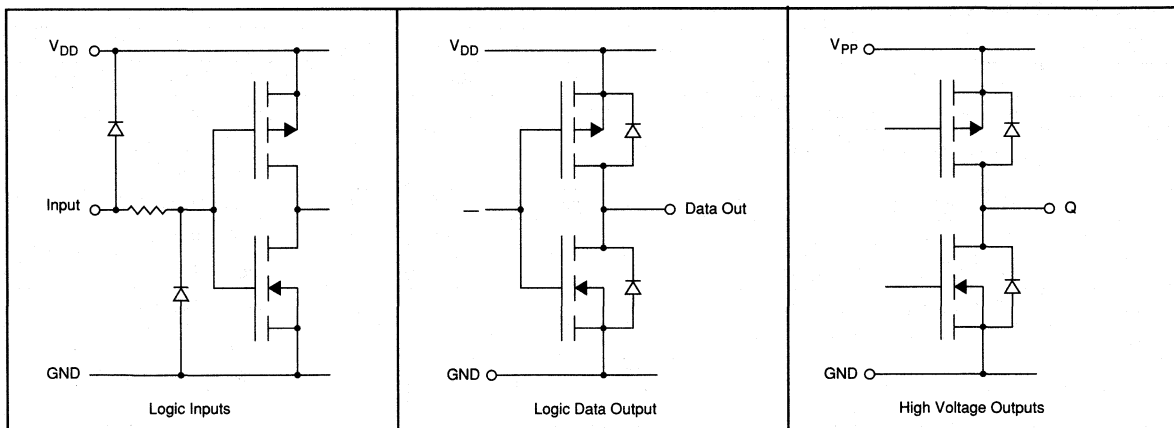 V_DD
Input
GND
Logic Inputs
V_DD
Data Out
GND
Logic Data Output
V_PP
Q
GND
High Voltage Outputs